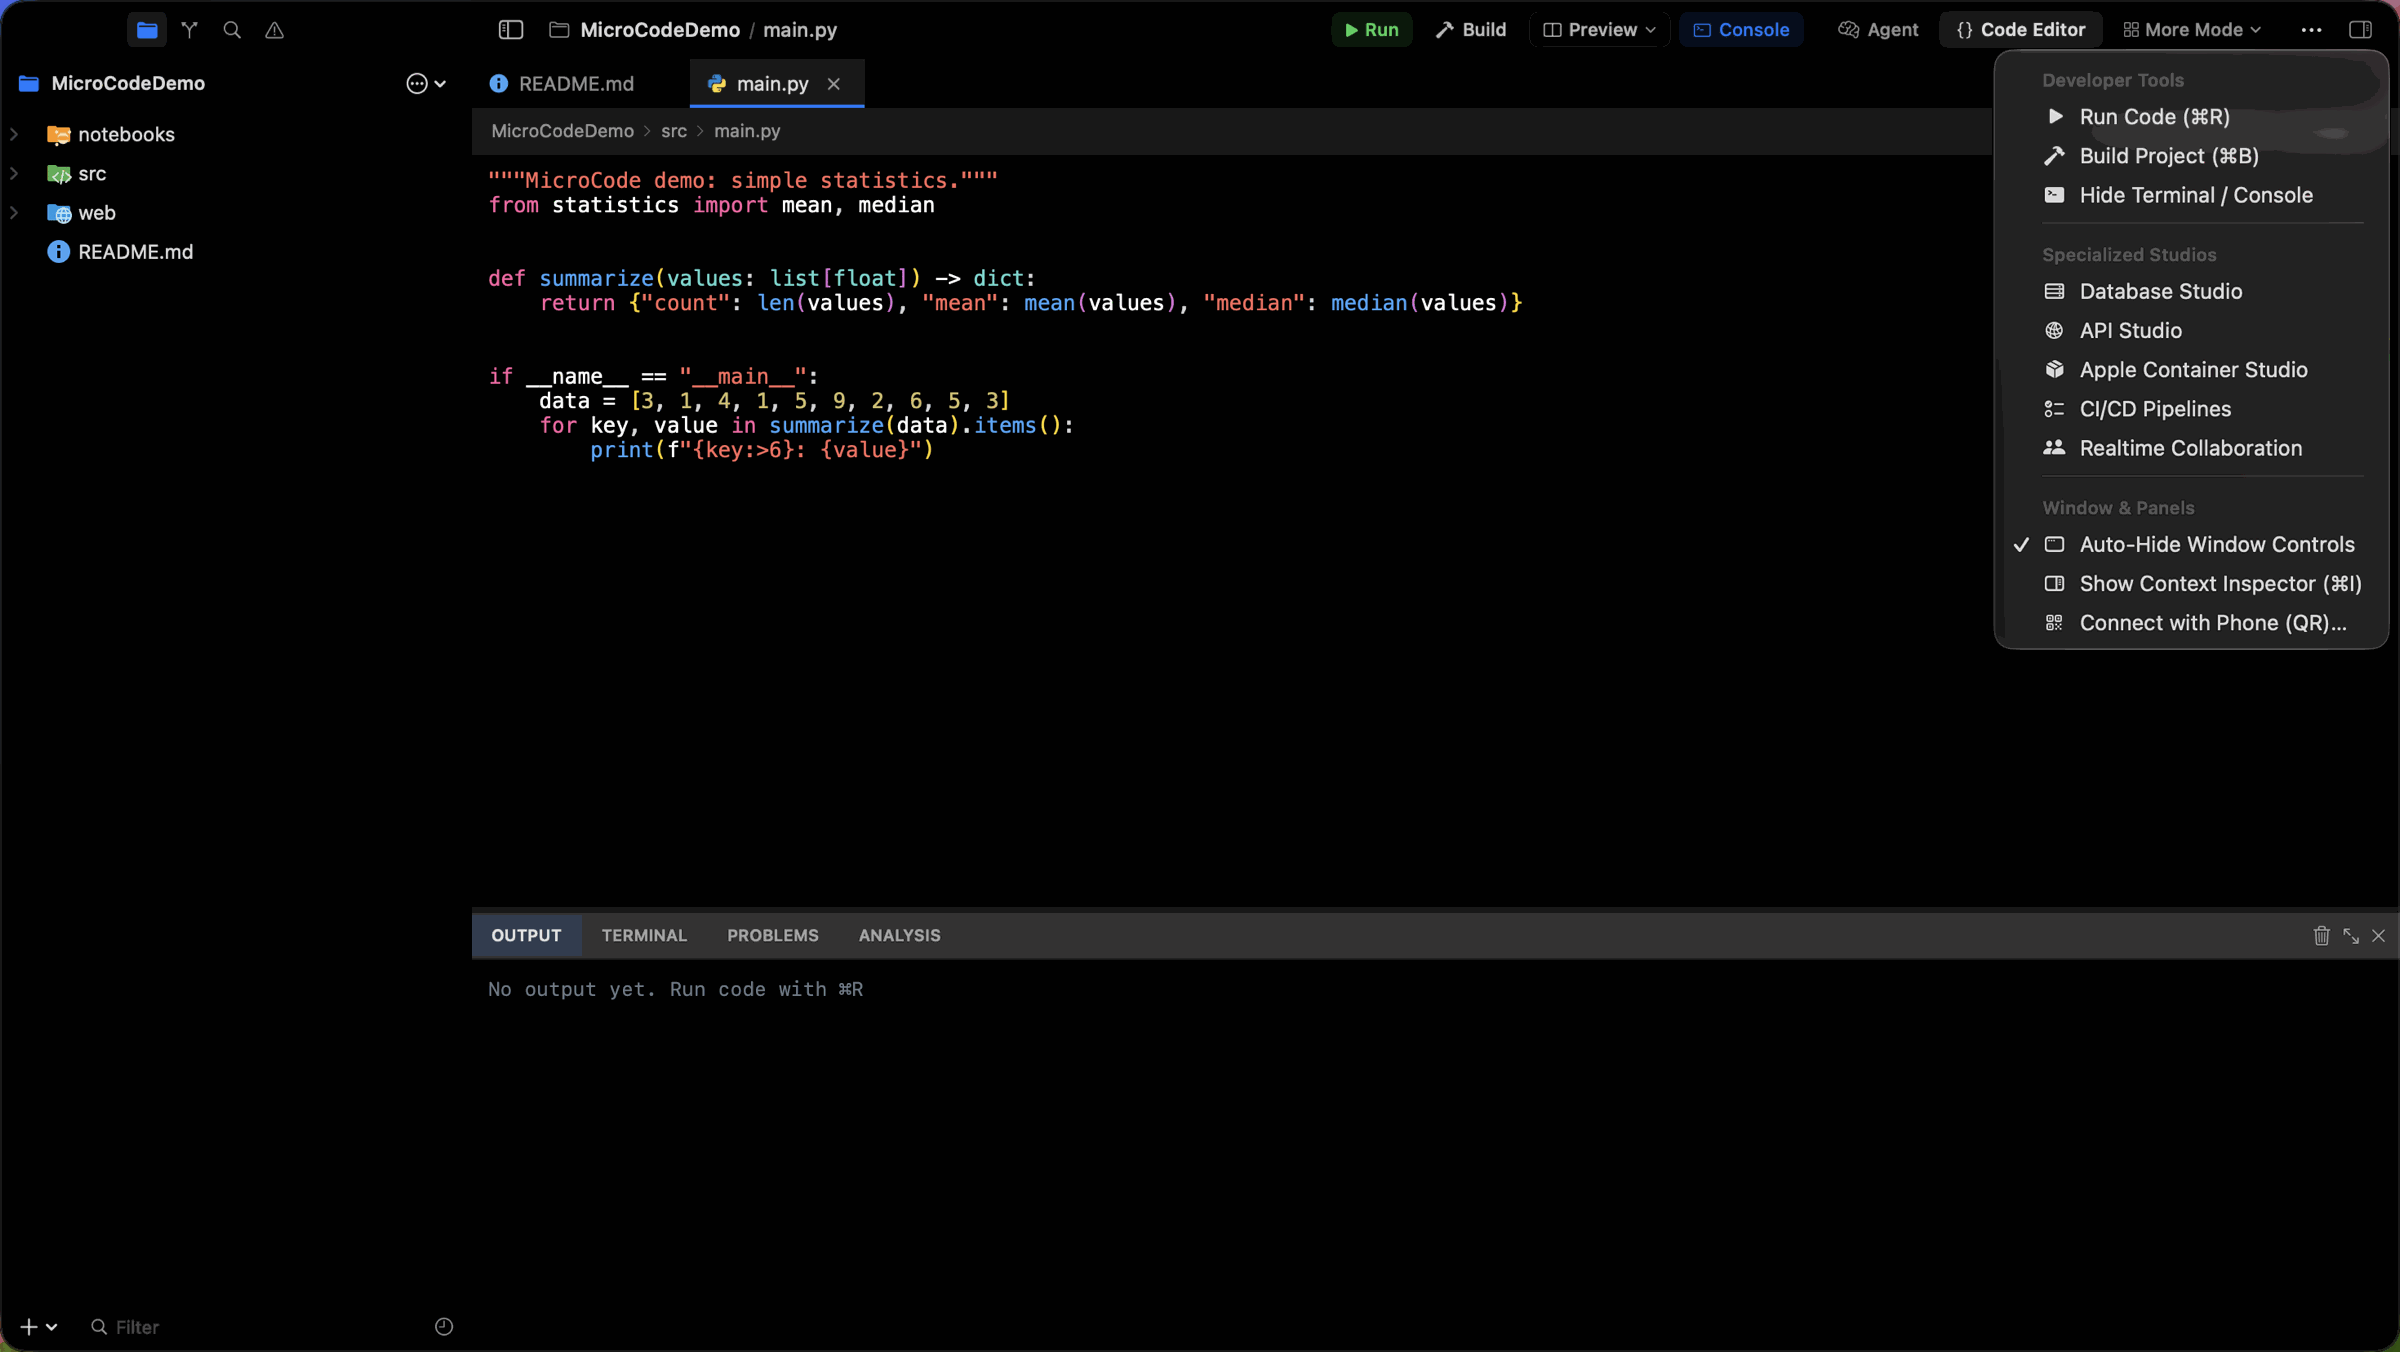 MicroCodeDemo / main.py
Run
Build
Preview
Console
Agent
{} Code Editor
More Mode
MicroCodeDemo
notebooks
src
web
README.md
README.md
main.py
MicroCodeDemo > src > main.py
"""MicroCode demo: simple statistics."""
from statistics import mean, median
def summarize(values: list[float]) -> dict:
    return {"count": len(values), "mean": mean(values), "median": median(values)}
if __name__ == "__main__":
    data = [3, 1, 4, 1, 5, 9, 2, 6, 5, 3]
    for key, value in summarize(data).items():
        print(f"{key:>6}: {value}")
Developer Tools
Run Code (⌘R)
Build Project (⌘B)
Hide Terminal / Console
Specialized Studios
Database Studio
API Studio
Apple Container Studio
CI/CD Pipelines
Realtime Collaboration
Window & Panels
Auto-Hide Window Controls
Show Context Inspector (⌘I)
Connect with Phone (QR)...
OUTPUT
TERMINAL
PROBLEMS
ANALYSIS
No output yet. Run code with ⌘R
Filter